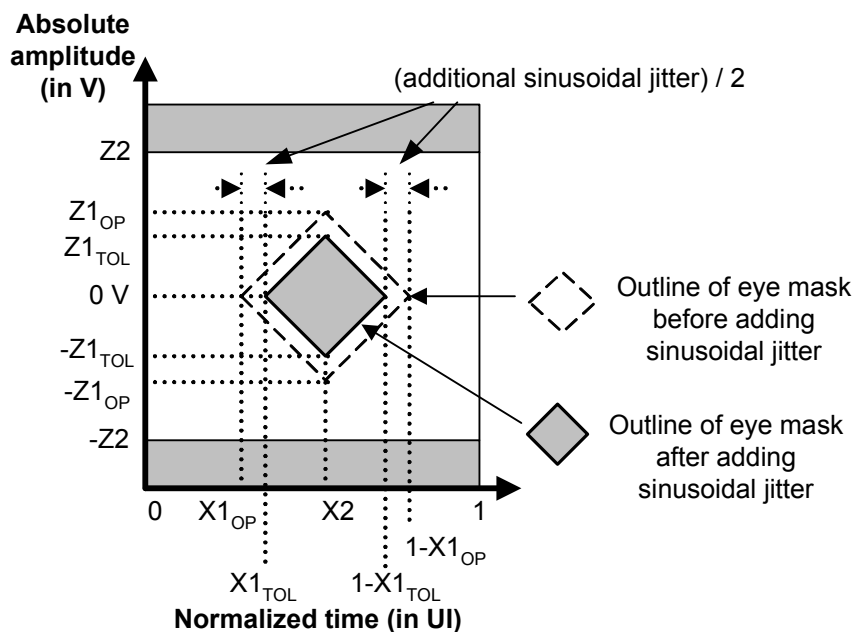 Absolute
amplitude
(in V)
(additional sinusoidal jitter) / 2
Z2
Z1OP
Z1TOL
0 V
-Z1TOL
-Z1OP
-Z2
Outline of eye mask
before adding
sinusoidal jitter
Outline of eye mask
after adding
sinusoidal jitter
0
X1OP
X2
1
1-X1OP
X1TOL
1-X1TOL
Normalized time (in UI)